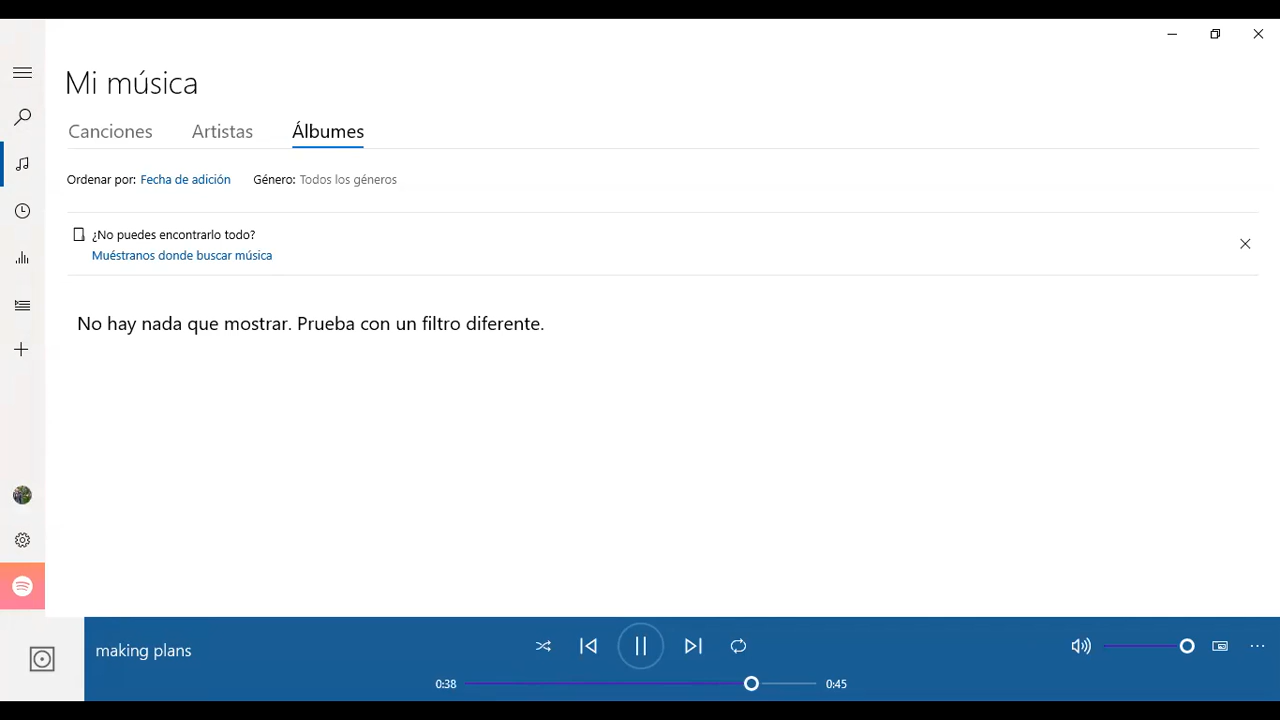 Mi música
Canciones Artistas Álbumes
Ordenar por: Fecha de adición Género: Todos los géneros
¿No puedes encontrarlo todo?
Muéstranos donde buscar música
No hay nada que mostrar. Prueba con un filtro diferente.
making plans
0:38 0:45